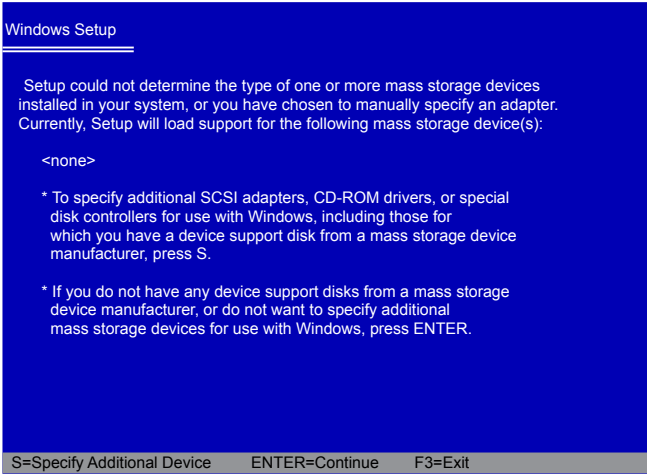 Windows Setup
Setup could not determine the type of one or more mass storage devices
installed in your system, or you have chosen to manually specify an adapter.
Currently, Setup will load support for the following mass storage device(s):
<none>
* To specify additional SCSI adapters, CD-ROM drivers, or special
disk controllers for use with Windows, including those for
which you have a device support disk from a mass storage device
manufacturer, press S.
* If you do not have any device support disks from a mass storage
device manufacturer, or do not want to specify additional
mass storage devices for use with Windows, press ENTER.
S=Specify Additional Device ENTER=Continue F3=Exit